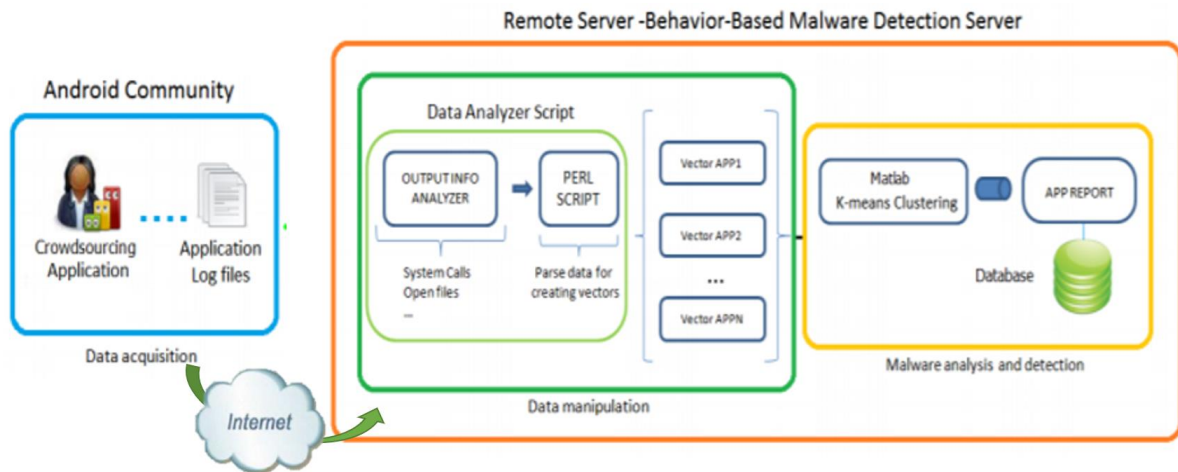 Remote Server -Behavior-Based Malware Detection Server
Android Community
Crowdsourcing
Application
Application
Log files
Data acquisition
Internet
Data Analyzer Script
OUTPUT INFO
ANALYZER
PERL
SCRIPT
System Calls
Open files
...
Parse data for
creating vectors
Vector APP1
Vector APP2
...
Vector APPN
Data manipulation
Matlab
K-means Clustering
APP REPORT
Database
Malware analysis and detection